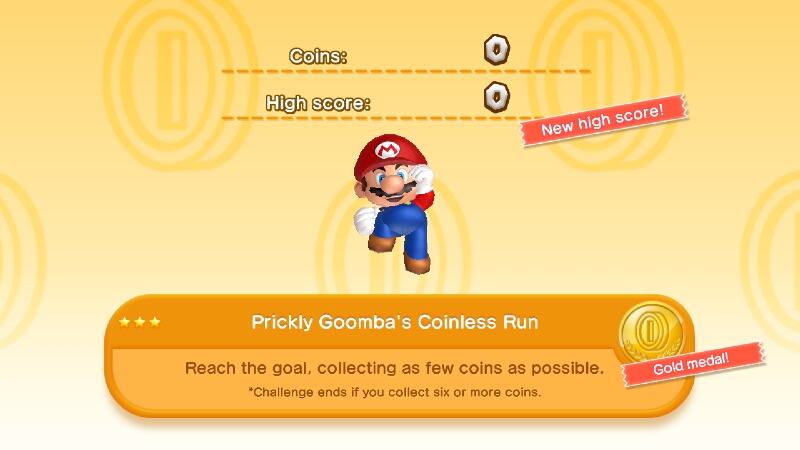 Coins: 0
High score: 0
New high score!
M
Prickly Goomba's Coinless Run
Reach the goal, collecting as few coins as possible.
Gold medal!
*Challenge ends if you collect six or more coins.